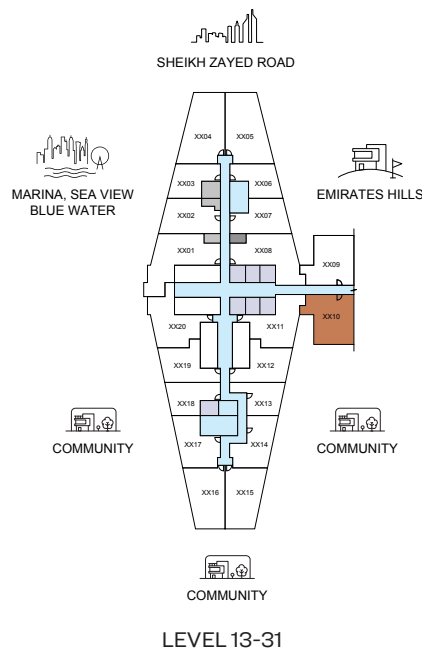 SHEIKH ZAYED ROAD
XX04 XX05
MARINA, SEA VIEW
BLUE WATER
EMIRATES HILLS
XX03 XX06
XX02 XX07
XX01 XX08
XX09
XX10
XX20 XX11
XX19 XX12
XX18 XX13
XX17 XX14
COMMUNITY
COMMUNITY
XX16 XX15
COMMUNITY
LEVEL 13-31